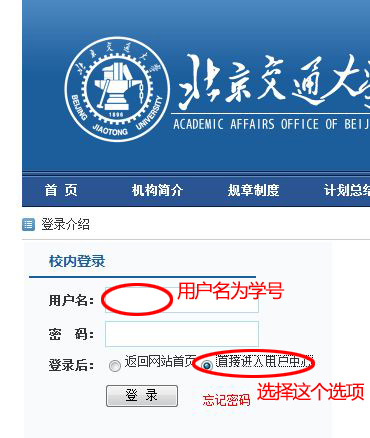 北京交通大学
BEIJING JIAOTONG UNIVERSITY
1896
北京交通大
ACADEMIC AFFAIRS OFFICE OF BEI
首 页 机构简介 规章制度 计划总结
登录介绍
校内登录
用户名: 用户名为学号
密 码:
登录后: 返回网站首页 直接进入用户中心
选择这个选项
登 录 忘记密码